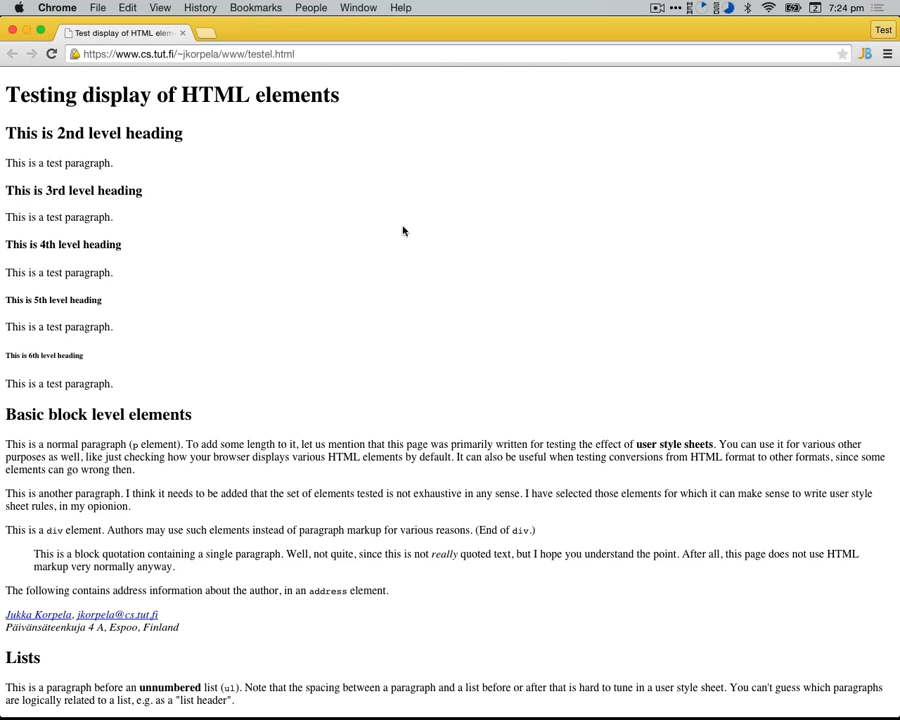 Chrome File Edit View History Bookmarks People Window Help 7:24 pm
Test display of HTML elem Test
https://www.cs.tut.fi/~jkorpela/www/testel.html JB
Testing display of HTML elements
This is 2nd level heading
This is a test paragraph.
This is 3rd level heading
This is a test paragraph.
This is 4th level heading
This is a test paragraph.
This is 5th level heading
This is a test paragraph.
This is 6th level heading
This is a test paragraph.
Basic block level elements
This is a normal paragraph (p element). To add some length to it, let us mention that this page was primarily written for testing the effect of user style sheets. You can use it for various other
purposes as well, like just checking how your browser displays various HTML elements by default. It can also be useful when testing conversions from HTML format to other formats, since some
elements can go wrong then.
This is another paragraph. I think it needs to be added that the set of elements tested is not exhaustive in any sense. I have selected those elements for which it can make sense to write user style
sheet rules, in my opionion.
This is a div element. Authors may use such elements instead of paragraph markup for various reasons. (End of div.)
This is a block quotation containing a single paragraph. Well, not quite, since this is not really quoted text, but I hope you understand the point. After all, this page does not use HTML
markup very normally anyway.
The following contains address information about the author, in an address element.
Jukka Korpela, jkorpela@cs.tut.fi
Päivänsäteenkuja 4 A, Espoo, Finland
Lists
This is a paragraph before an unnumbered list (ul). Note that the spacing between a paragraph and a list before or after that is hard to tune in a user style sheet. You can't guess which paragraphs
are logically related to a list, e.g. as a "list header".